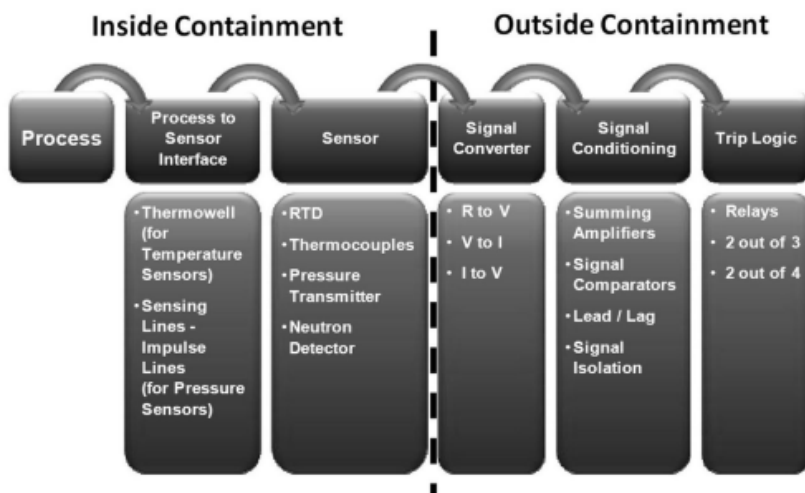 Inside Containment
Outside Containment
Process
Process to
Sensor
Interface
Sensor
Signal
Converter
Signal
Conditioning
Trip Logic
•Thermowell
(for
Temperature
Sensors)
•Sensing
Lines -
Impulse
Lines
(for Pressure
Sensors)
•RTD
•Thermocouples
•Pressure
Transmitter
•Neutron
Detector
•R to V
•V to I
•I to V
•Summing
Amplifiers
•Signal
Comparators
•Lead / Lag
•Signal
Isolation
•Relays
•2 out of 3
•2 out of 4